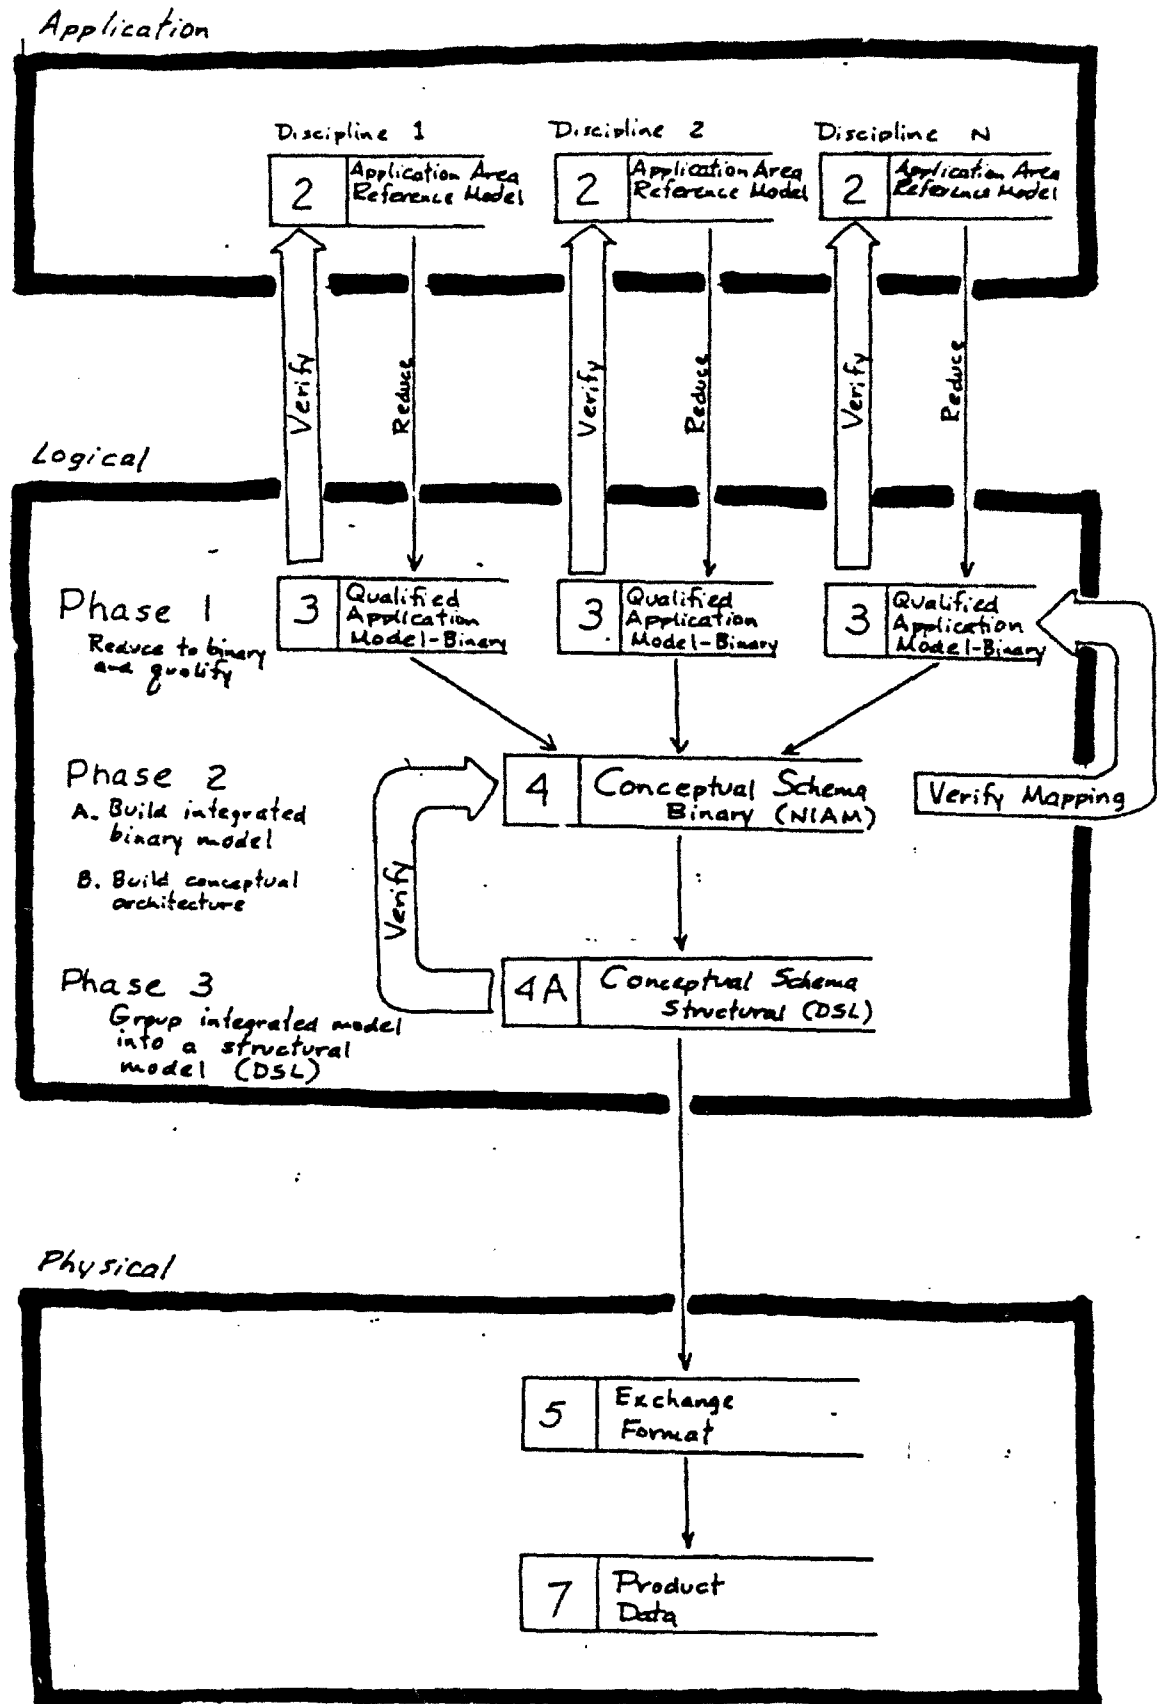 Application
Discipline 1
2
Application Area
Reference Model
Discipline 2
2
Application Area
Reference Model
Discipline N
2
Application Area
Reference Model
Verify
Reduce
Verify
Reduce
Verify
Reduce
Logical
Phase 1
Reduce to binary
and qualify
3
Qualified
Application
Model-Binary
3
Qualified
Application
Model-Binary
3
Qualified
Application
Model-Binary
Phase 2
A. Build integrated
binary model
B. Build conceptual
architecture
4
Conceptual Schema
Binary (NIAM)
Verify Mapping
Verify
Phase 3
Group integrated model
into a structural
model (DSL)
4A
Conceptual Schema
Structural (DSL)
Physical
5
Exchange
Format
7
Product
Data